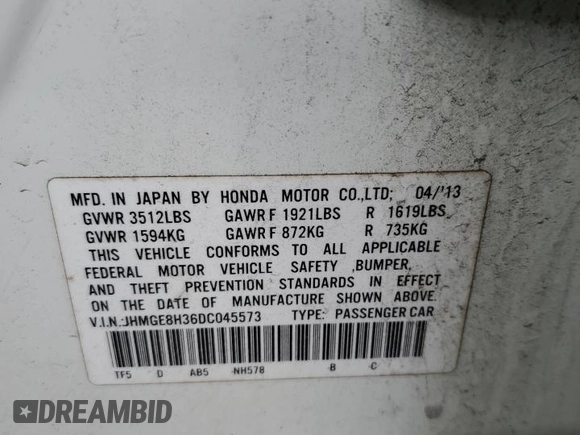 MFD. IN JAPAN BY HONDA MOTOR CO.,LTD; 04/'13
GVWR 3512LBS GAWR F 1921LBS R 1619LBS
GVWR 1594KG GAWR F 872KG R 735KG
THIS VEHICLE CONFORMS TO ALL APPLICABLE
FEDERAL MOTOR VEHICLE SAFETY ,BUMPER,
AND THEFT PREVENTION STANDARDS IN EFFECT
ON THE DATE OF MANUFACTURE SHOWN ABOVE.
V.I.N.:JHMGE8H36DC045573 TYPE: PASSENGER CAR
TF5 D AB5 -NH578 -B -C
DREAMBID